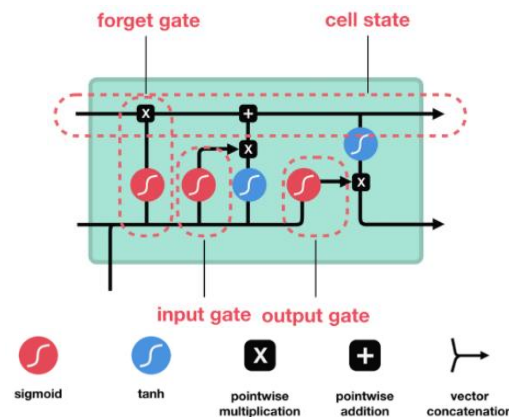 forget gate
cell state
X
+
X
X
input gate
output gate
X
+
sigmoid
tanh
pointwise
multiplication
pointwise
addition
vector
concatenation